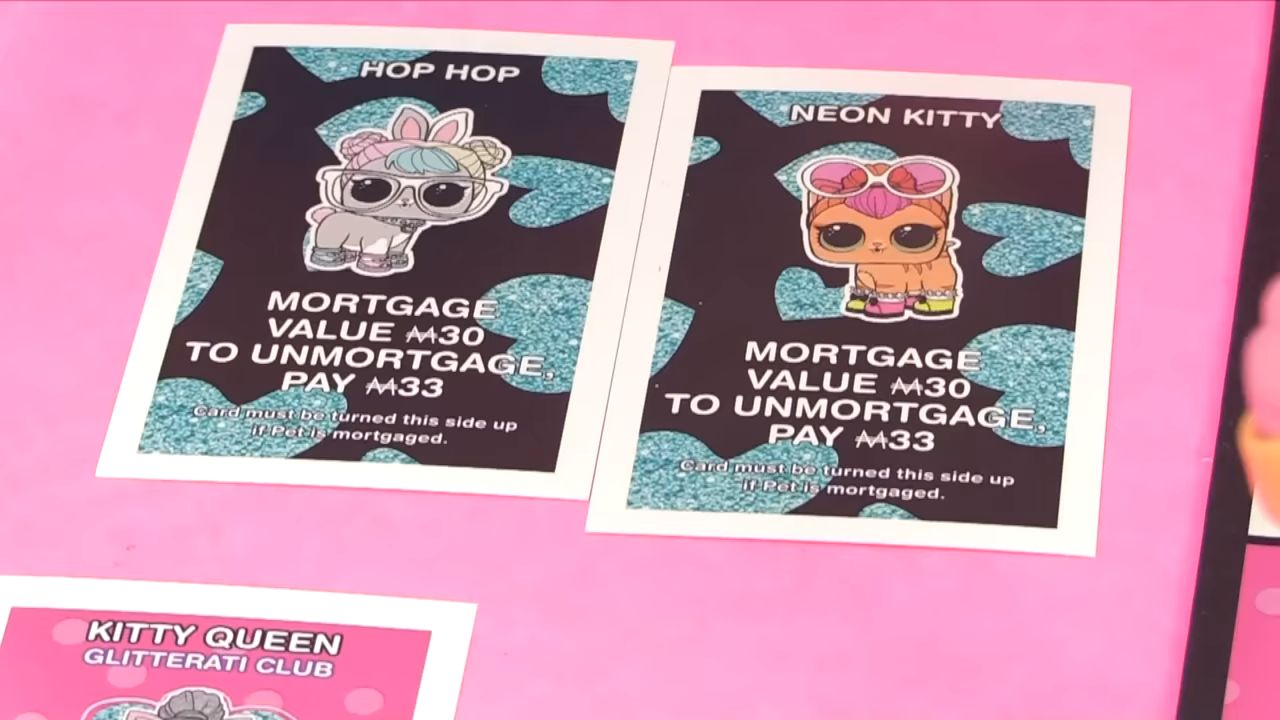 HOP HOP
MORTGAGE
VALUE ₩30
TO UNMORTGAGE,
PAY ₩33
Card must be turned this side up
if Pet is mortgaged.
NEON KITTY
MORTGAGE
VALUE ₩30
TO UNMORTGAGE,
PAY ₩33
Card must be turned this side up
if Pet is mortgaged.
KITTY QUEEN
GLITTERATI CLUB